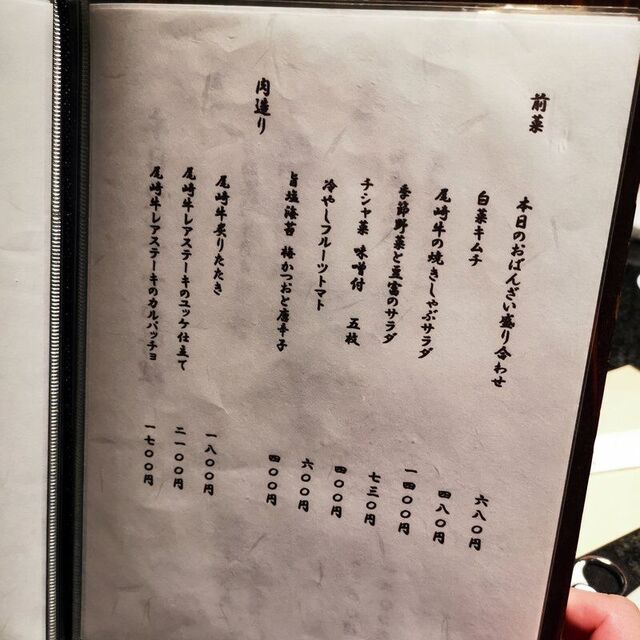 前菜
本日のおばんざい盛り合わせ 六八〇円
白菜キムチ 四八〇円
尾崎牛の焼きしゃぶサラダ 一四〇〇円
季節野菜と豆富のサラダ 七三〇円
チシャ菜 味噌付 五枚 四〇〇円
冷やしフルーツトマト 六〇〇円
旨塩海苔 梅かつおと唐辛子 四〇〇円
肉造り
尾崎牛炙りたたき 一八〇〇円
尾崎牛レアステーキのユッケ仕立て 二一〇〇円
尾崎牛レアステーキのカルパッチョ 一七〇〇円